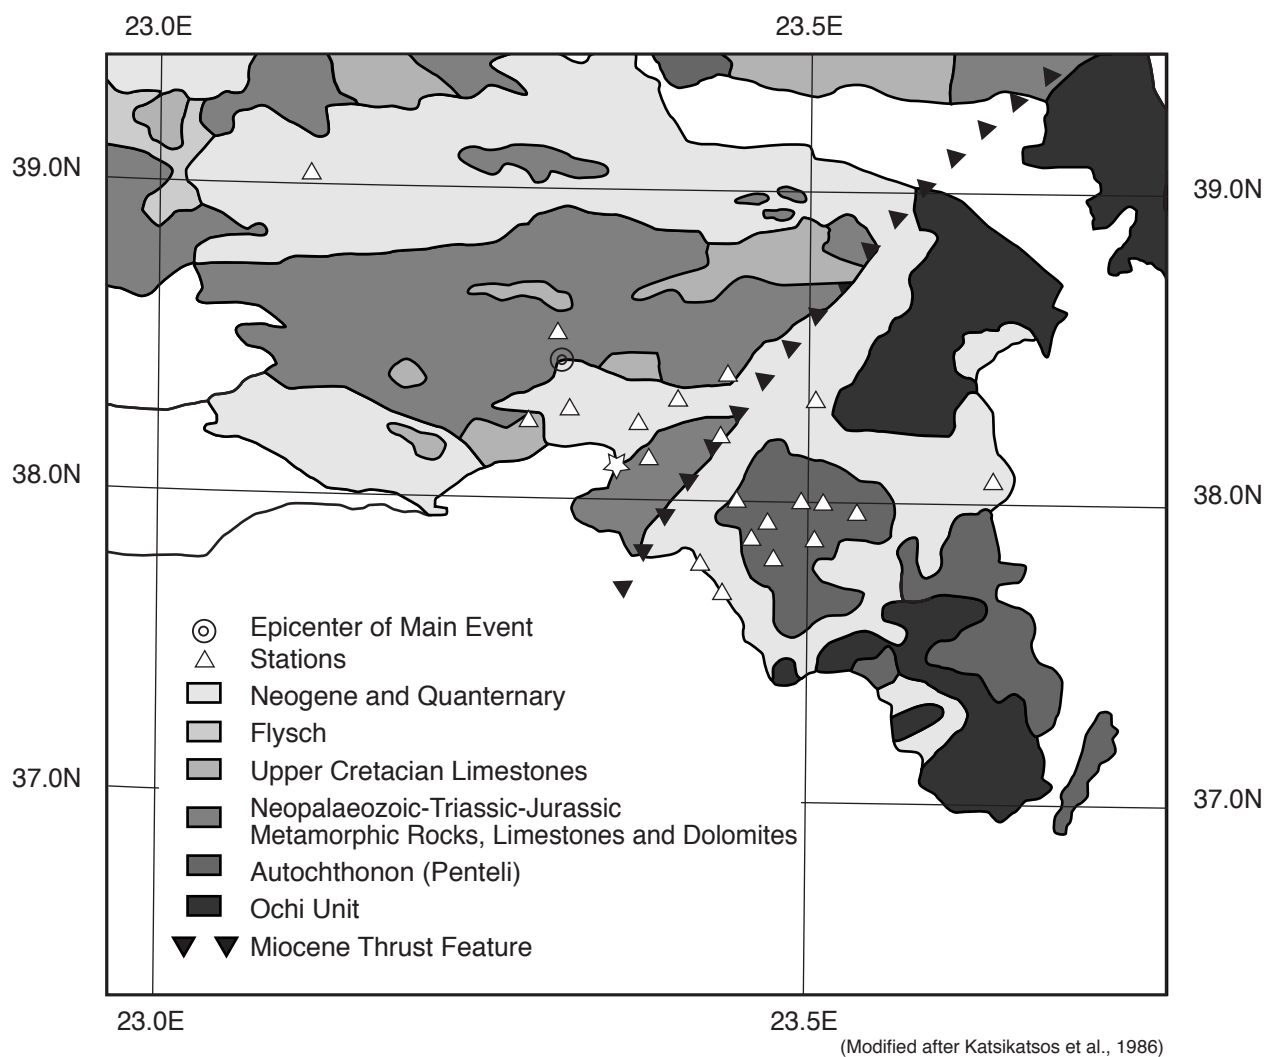 23.0E 23.5E
39.0N 39.0N
38.0N 38.0N
Epicenter of Main Event
Stations
Neogene and Quanternary
Flysch
Upper Cretacian Limestones
37.0N 37.0N
Neopalaeozoic-Triassic-Jurassic
Metamorphic Rocks, Limestones and Dolomites
Autochthonon (Penteli)
Ochi Unit
Miocene Thrust Feature
23.0E 23.5E
(Modified after Katsikatsos et al., 1986)